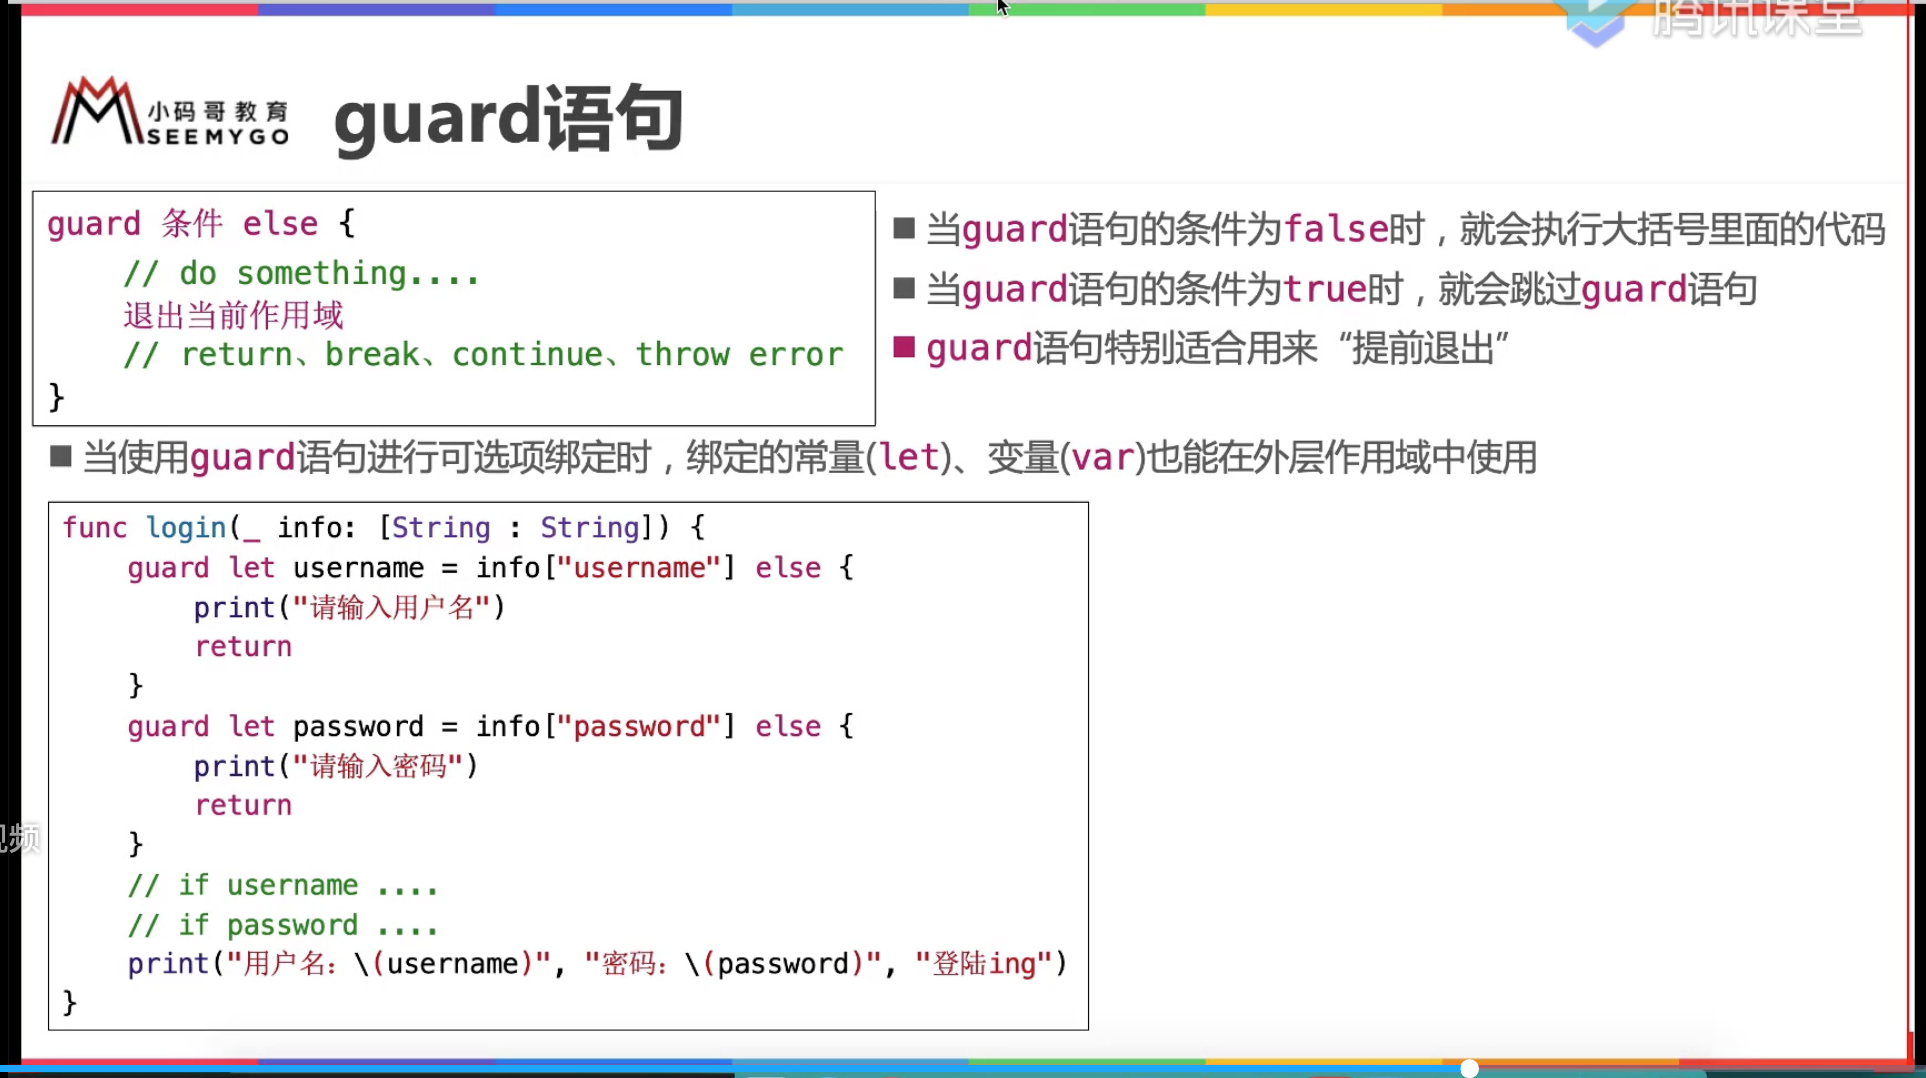 腾讯课堂
小码哥教育
SEEMYGO
guard语句
guard 条件 else {
// do something....
退出当前作用域
// return、break、continue、throw error
}
■ 当guard语句的条件为false时，就会执行大括号里面的代码
■ 当guard语句的条件为true时，就会跳过guard语句
■ guard语句特别适合用来“提前退出”
■ 当使用guard语句进行可选项绑定时，绑定的常量(let)、变量(var)也能在外层作用域中使用
func login(_ info: [String : String]) {
guard let username = info["username"] else {
print("请输入用户名")
return
}
guard let password = info["password"] else {
print("请输入密码")
return
}
// if username ....
// if password ....
print("用户名：\(username)", "密码：\(password)", "登陆ing")
}
视频